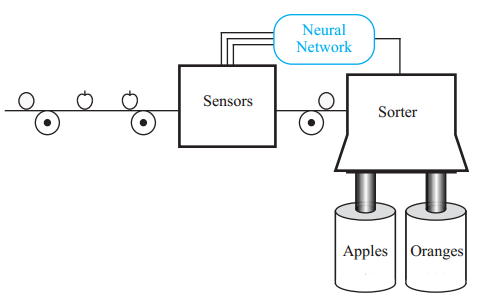 Neural
Network
Sensors
Sorter
Apples
Oranges